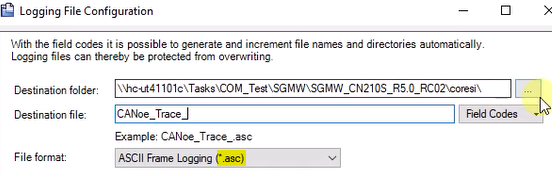 Logging File Configuration
With the field codes it is possible to generate and increment file names and directories automatically.
Logging files can thereby be protected from overwriting.
Destination folder: \\hc-ut41101c\Tasks\COM_Test\SGMW\SGMW_CN210S_R5.0_RC02\coresi\ ...
Destination file: CANoe_Trace_ Field Codes
Example: CANoe_Trace_.asc
File format: ASCII Frame Logging (*.asc)